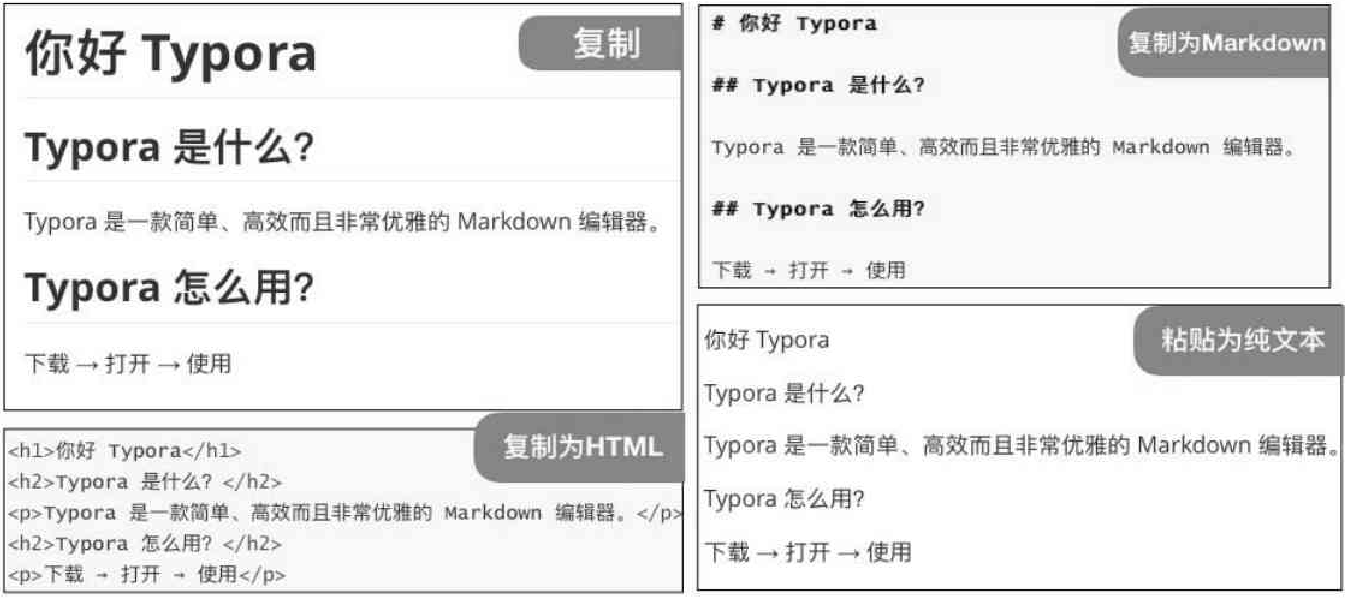 你好 Typora
复制
Typora 是什么?
Typora 是一款简单、高效而且非常优雅的 Markdown 编辑器。
Typora 怎么用?
下载 → 打开 → 使用
复制为HTML
<h1>你好 Typora</h1>
<h2>Typora 是什么? </h2>
<p>Typora 是一款简单、高效而且非常优雅的 Markdown 编辑器。</p>
<h2>Typora 怎么用? </h2>
<p>下载 → 打开 → 使用</p>
# 你好 Typora
复制为Markdown
## Typora 是什么?
Typora 是一款简单、高效而且非常优雅的 Markdown 编辑器。
## Typora 怎么用?
下载 → 打开 → 使用
你好 Typora
粘贴为纯文本
Typora 是什么?
Typora 是一款简单、高效而且非常优雅的 Markdown 编辑器。
Typora 怎么用?
下载 → 打开 → 使用